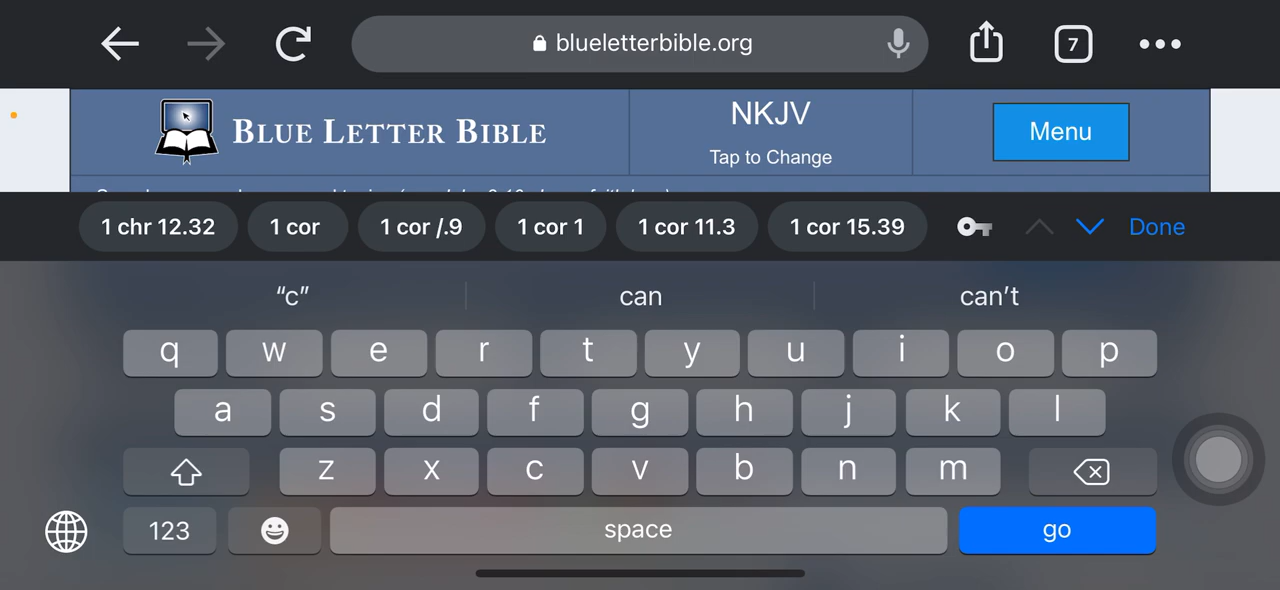 blueletterbible.org 7
BLUE LETTER BIBLE
NKJV
Tap to Change
Menu
1 chr 12.32 1 cor 1 cor /.9 1 cor 1 1 cor 11.3 1 cor 15.39 Done
“c” can can’t
q w e r t y u i o p
a s d f g h j k l
z x c v b n m
123 space go